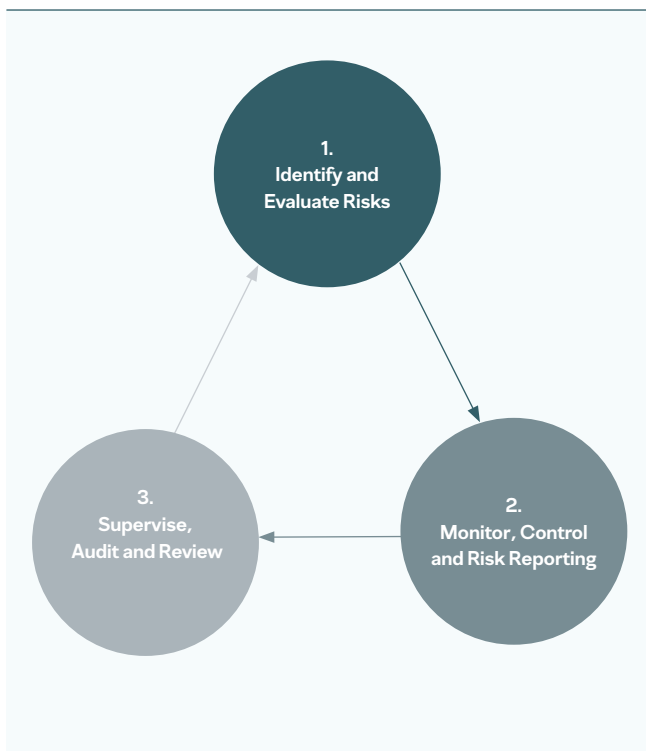 1.
Identify and
Evaluate Risks
2.
Monitor, Control
and Risk Reporting
3.
Supervise,
Audit and Review